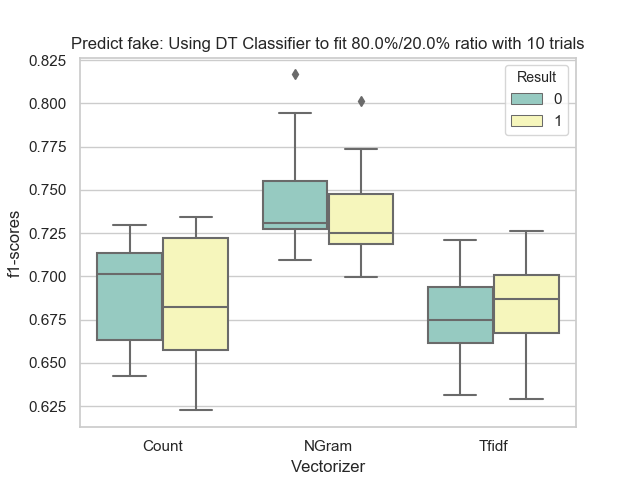 Predict fake: Using DT Classifier to fit 80.0%/20.0% ratio with 10 trials
0.825
0.800
0.775
0.750
0.725
0.700
0.675
0.650
0.625
f1-scores
Result
0
1
Count
NGram
Tfidf
Vectorizer